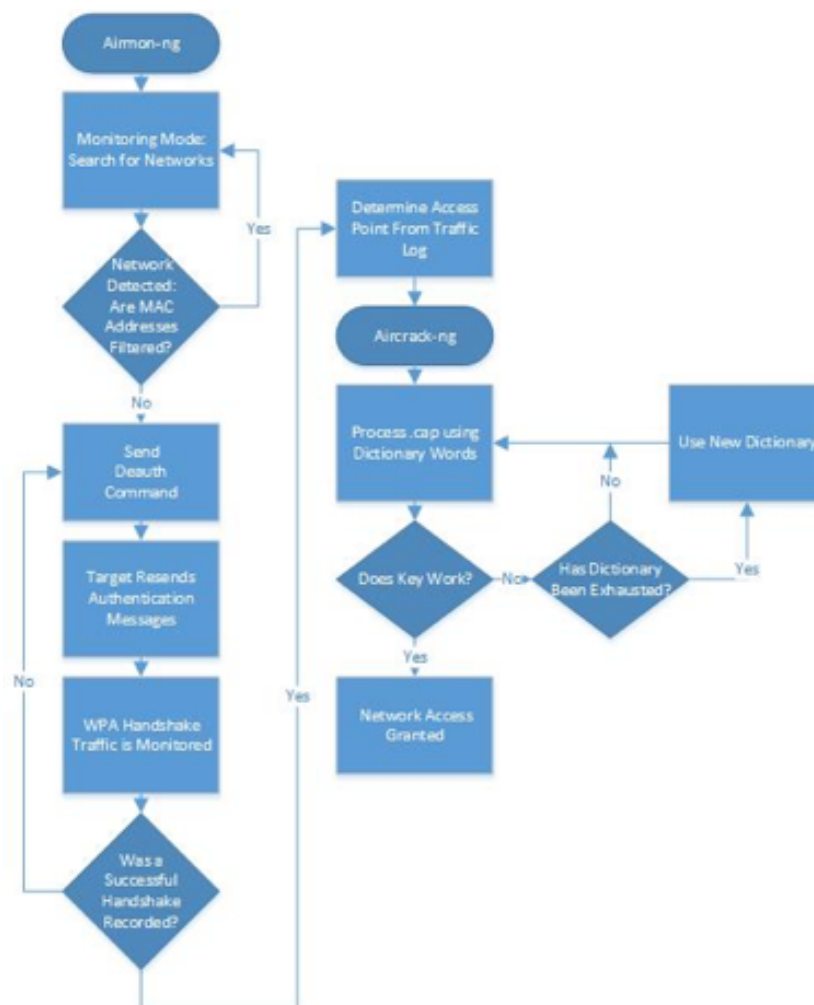 Airmon-ng
Monitoring Mode:
Search for Networks
Yes
Network
Detected:
Are MAC
Addresses
Filtered?
No
Send
Deauth
Command
Target Resends
Authentication
Messages
No
WPA Handshake
Traffic is Monitored
Was a
Successful
Handshake
Recorded?
Yes
Determine Access
Point From Traffic
Log
Aircrack-ng
Process .cap using
Dictionary Words
Use New Dictionary
No
Does Key Work?
No
Has Dictionary
Been Exhausted?
Yes
Yes
Network Access
Granted